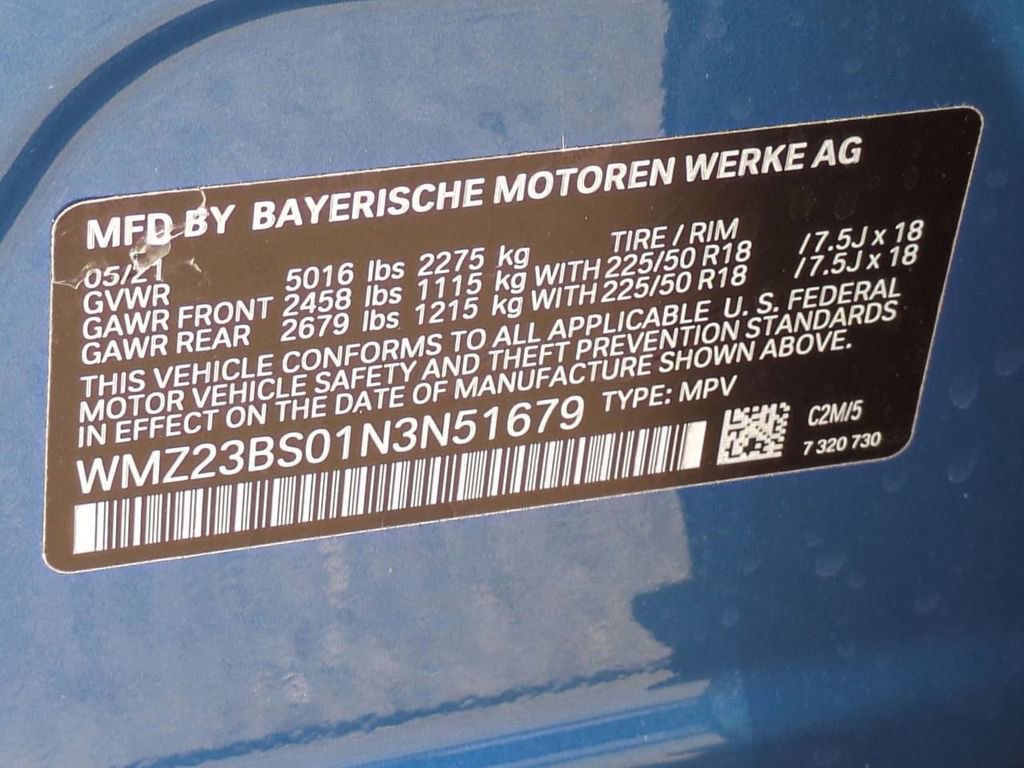 MFD BY BAYERISCHE MOTOREN WERKE AG
05/21 TIRE / RIM
GVWR 5016 lbs 2275 kg
GAWR FRONT 2458 lbs 1115 kg WITH 225/50 R18 /7.5J x 18
GAWR REAR 2679 lbs 1215 kg WITH 225/50 R18 /7.5J x 18
THIS VEHICLE CONFORMS TO ALL APPLICABLE U. S. FEDERAL
MOTOR VEHICLE SAFETY AND THEFT PREVENTION STANDARDS
IN EFFECT ON THE DATE OF MANUFACTURE SHOWN ABOVE.
WMZ23BS01N3N51679 TYPE: MPV
C2M/5
7 320 730